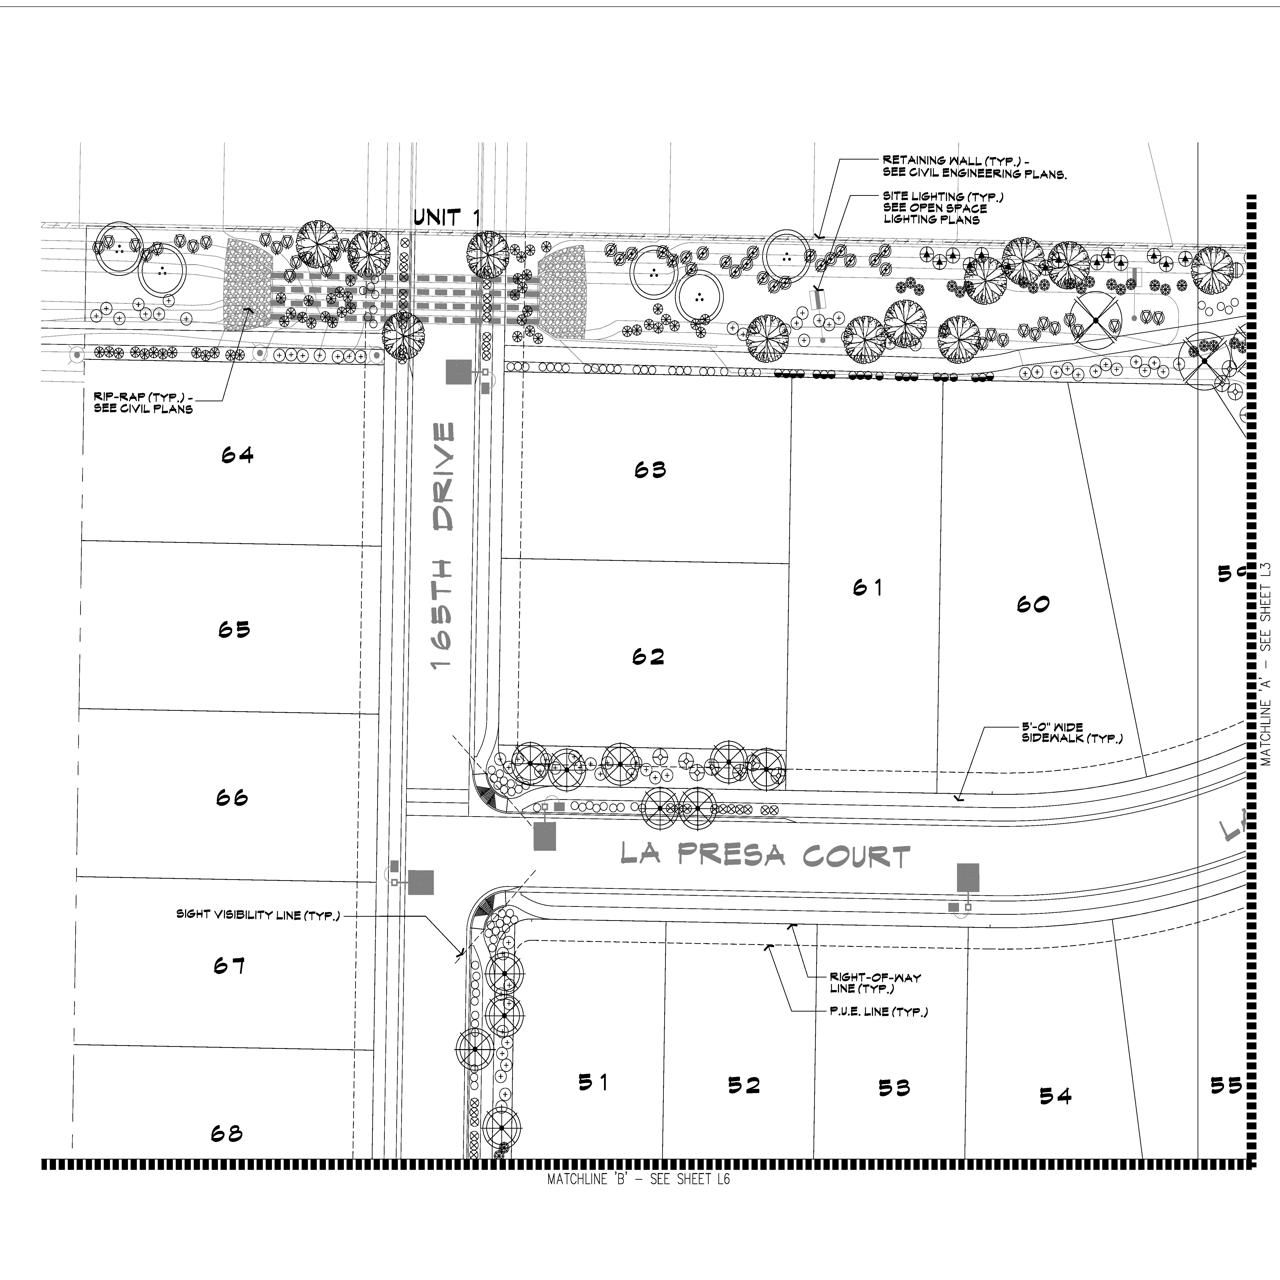 RETAINING WALL (TYP.) -
SEE CIVIL ENGINEERING PLANS.
SITE LIGHTING (TYP.)
SEE OPEN SPACE
LIGHTING PLANS
UNIT 1
RIP-RAP (TYP.) -
SEE CIVIL PLANS
64
63
165TH DRIVE
61
60
59
MATCHLINE 'A' - SEE SHEET L3
65
62
5'-0" WIDE
SIDEWALK (TYP.)
66
LA PRESA COURT
LA
SIGHT VISIBILITY LINE (TYP.)
67
RIGHT-OF-WAY
LINE (TYP.)
P.U.E. LINE (TYP.)
51
52
53
54
55
68
MATCHLINE 'B' - SEE SHEET L6